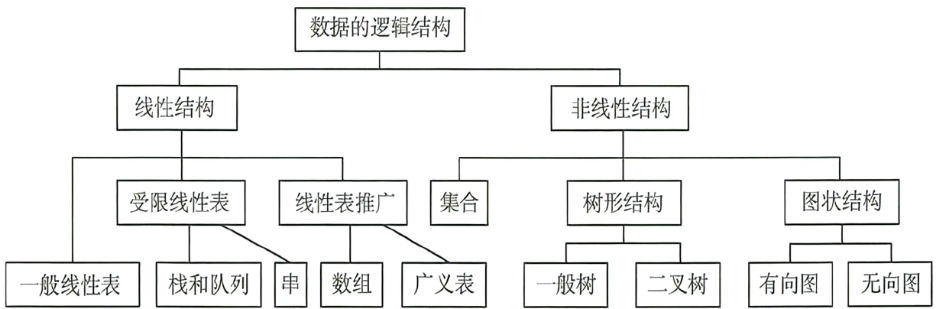 数据的逻辑结构
线性结构
非线性结构
受限线性表
线性表推广
集合
树形结构
图状结构
一般线性表
栈和队列
串
数组
广义表
一般树
二叉树
有向图
无向图